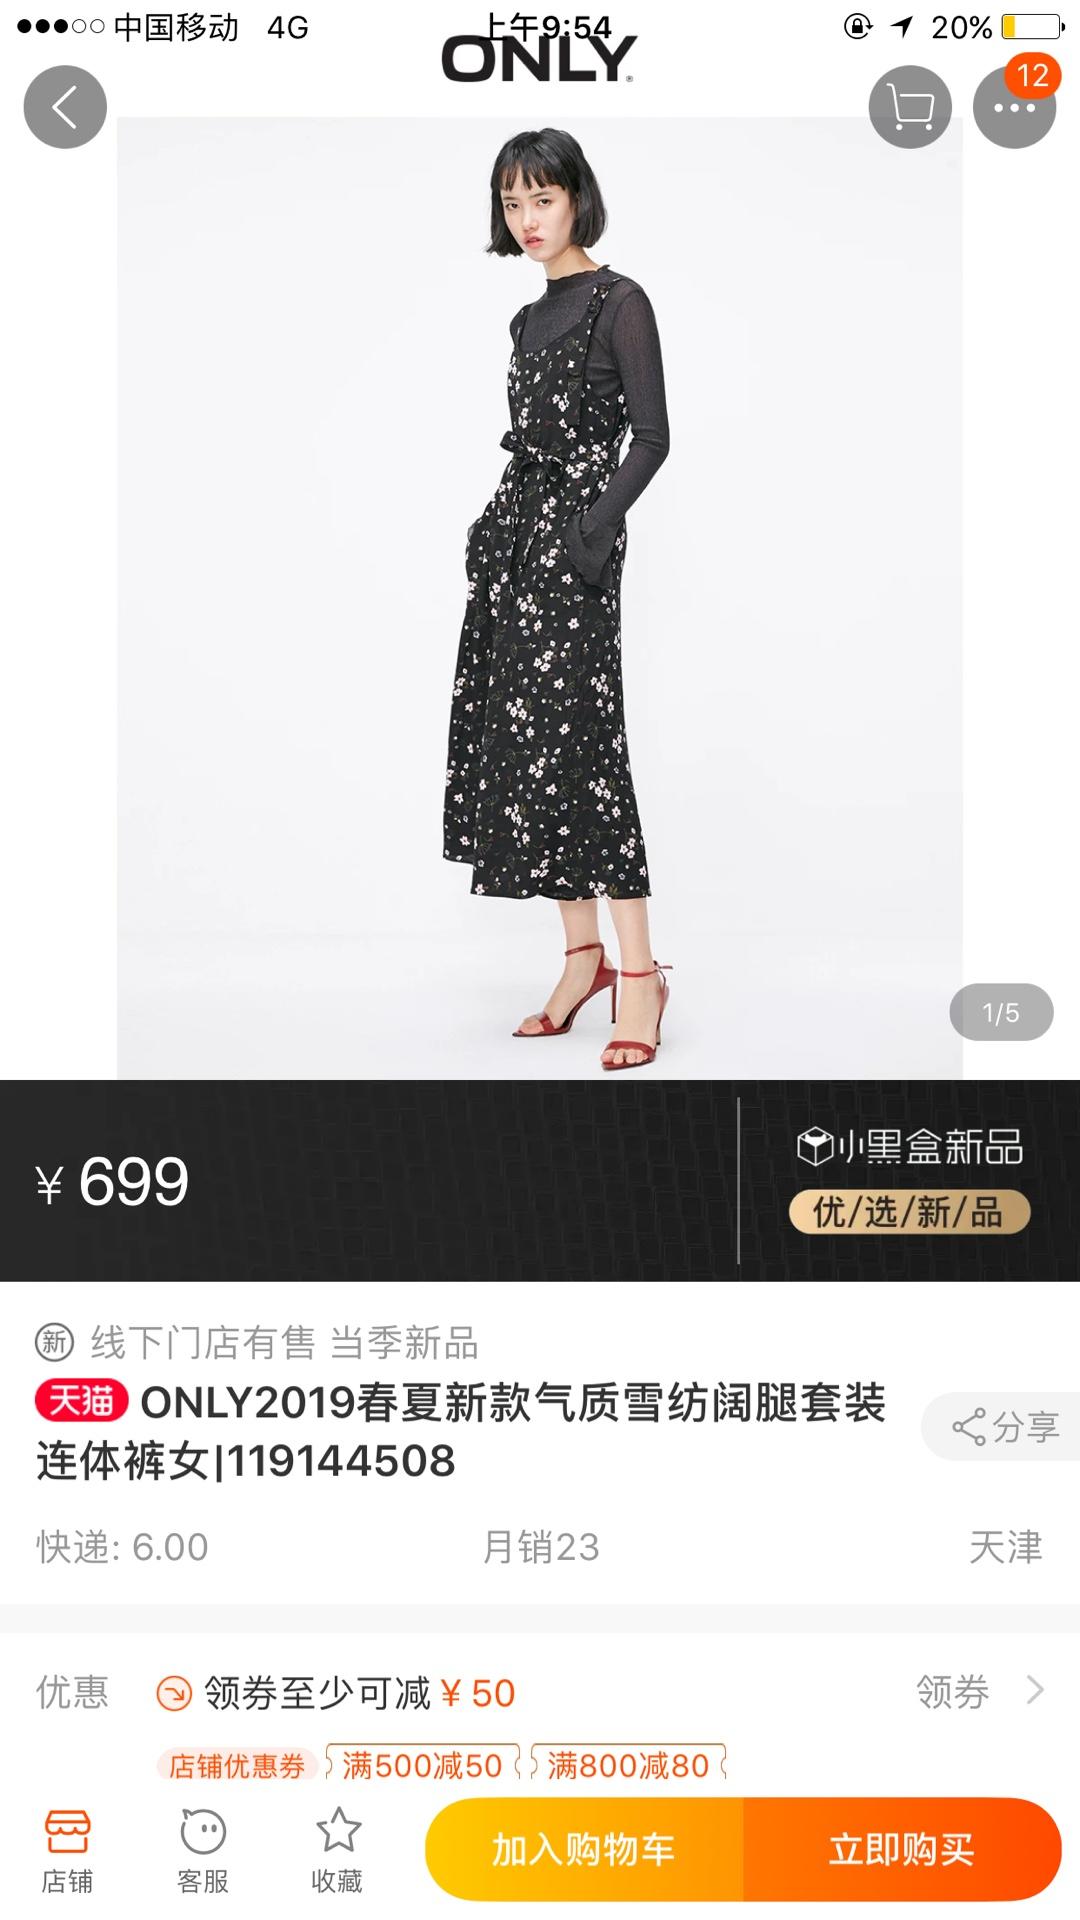 中国移动 4G 上午9:54 20%
ONLY
12
1/5
¥ 699
小黑盒新品
优/选/新/品
新 线下门店有售 当季新品
天猫 ONLY2019春夏新款气质雪纺阔腿套装
连体裤女|119144508
分享
快递: 6.00 月销23 天津
优惠 领券至少可减 ¥ 50 领券
店铺优惠券 满500减50 满800减80
店铺 客服 收藏 加入购物车 立即购买